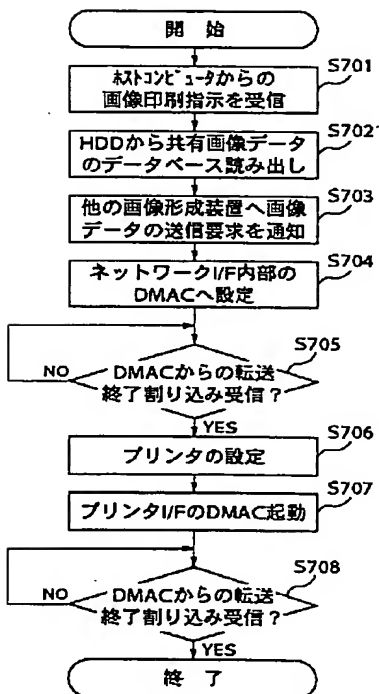 開 始
S701
ホストコンピュータからの
画像印刷指示を受信
S702
HDDから共有画像データ
のデータベース読み出し
S703
他の画像形成装置へ画像
データの送信要求を通知
S704
ネットワークI/F内部の
DMACへ設定
S705
DMACからの転送
終了割り込み受信?
NO
YES
S706
プリンタの設定
S707
プリンタI/FのDMAC起動
S708
DMACからの転送
終了割り込み受信?
NO
YES
終 了